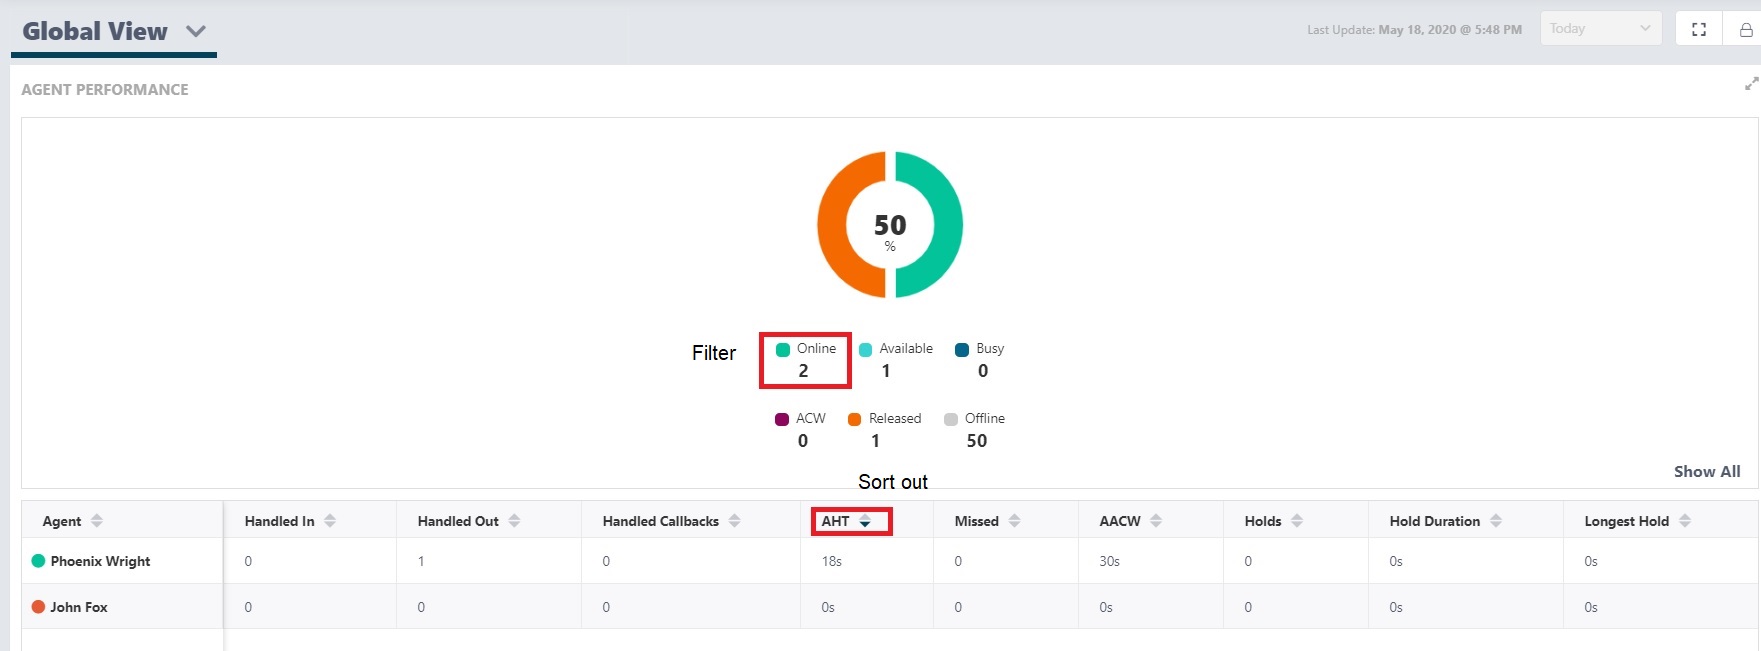 Global View
Last Update: May 18, 2020 @ 5:48 PM
Today
AGENT PERFORMANCE
50
%
Filter
Online Available Busy
2 1 0
ACW Released Offline
0 1 50
Sort out
Show All
Agent Handled In Handled Out Handled Callbacks AHT Missed AACW Holds Hold Duration Longest Hold
Phoenix Wright 0 1 0 18s 0 30s 0 0s 0s
John Fox 0 0 0 0s 0 0s 0 0s 0s